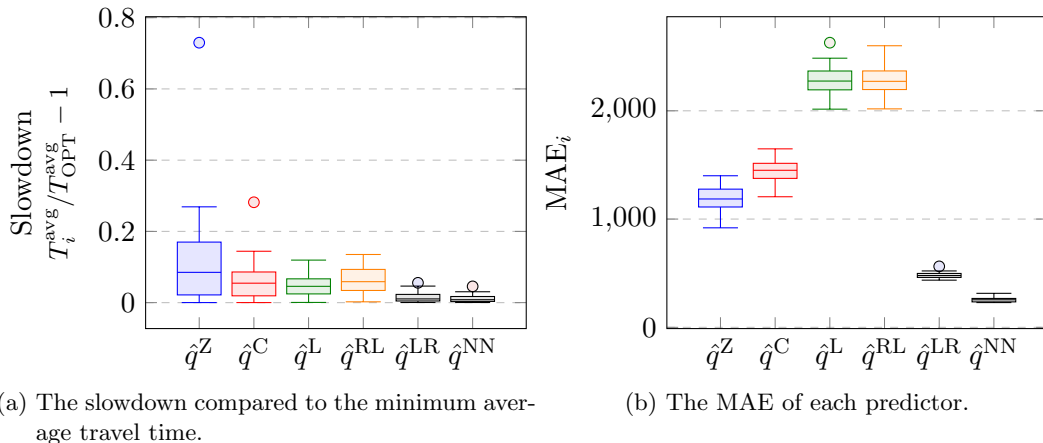 0.8
0.6
0.4
0.2
0
Slowdown
T_i^avg/T_OPT^avg − 1
q̂^Z q̂^C q̂^L q̂^RL q̂^LR q̂^NN
(a) The slowdown compared to the minimum aver-
age travel time.
2,000
1,000
0
MAE_i
q̂^Z q̂^C q̂^L q̂^RL q̂^LR q̂^NN
(b) The MAE of each predictor.